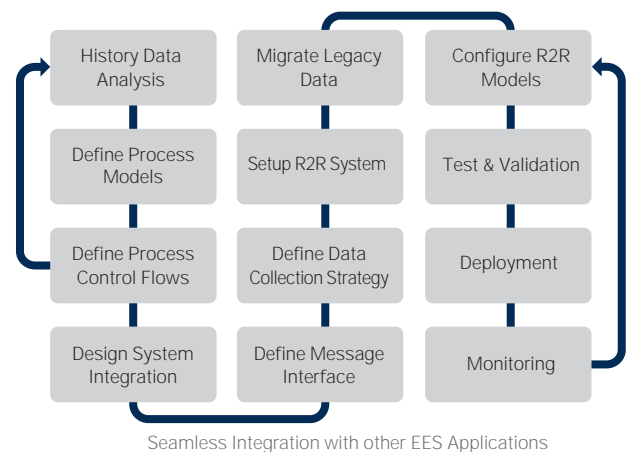 History Data
Analysis
Define Process
Models
Define Process
Control Flows
Design System
Integration
Migrate Legacy
Data
Setup R2R System
Define Data
Collection Strategy
Define Message
Interface
Configure R2R
Models
Test & Validation
Deployment
Monitoring
Seamless Integration with other EES Applications